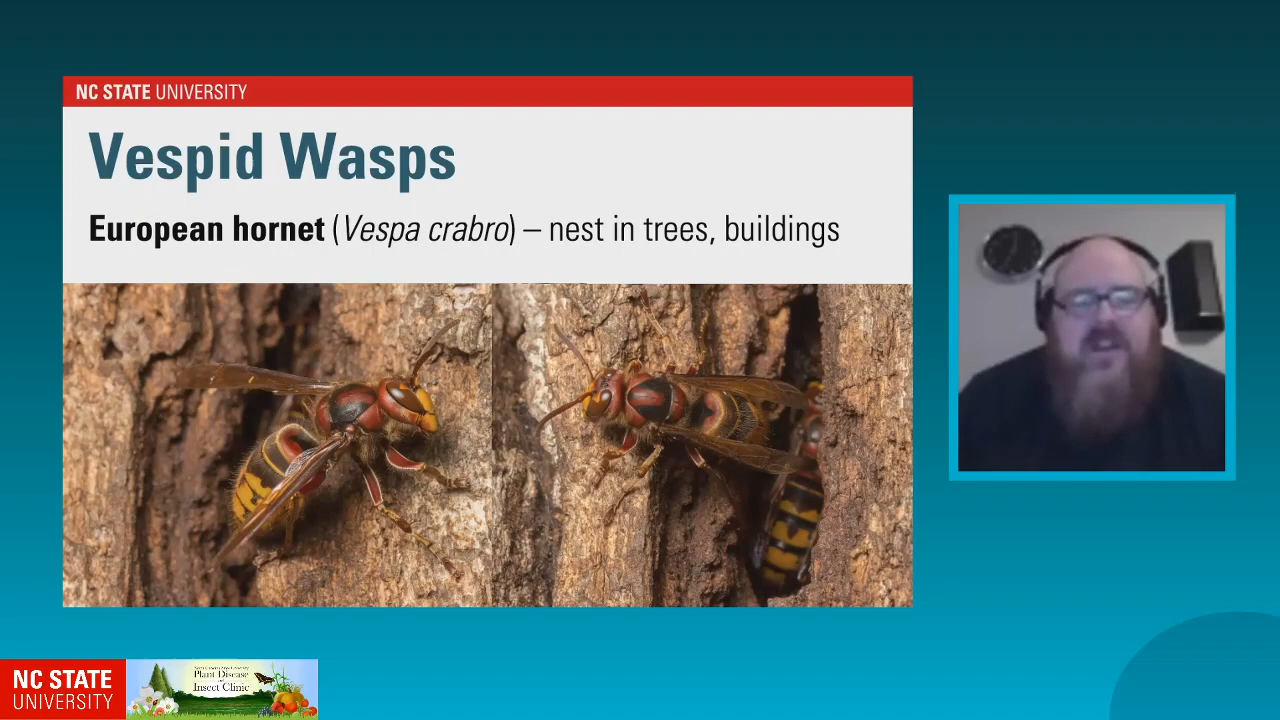 NC STATE UNIVERSITY
Vespid Wasps
European hornet (Vespa crabro) – nest in trees, buildings
NC STATE
UNIVERSITY
Plant Disease
and
Insect Clinic